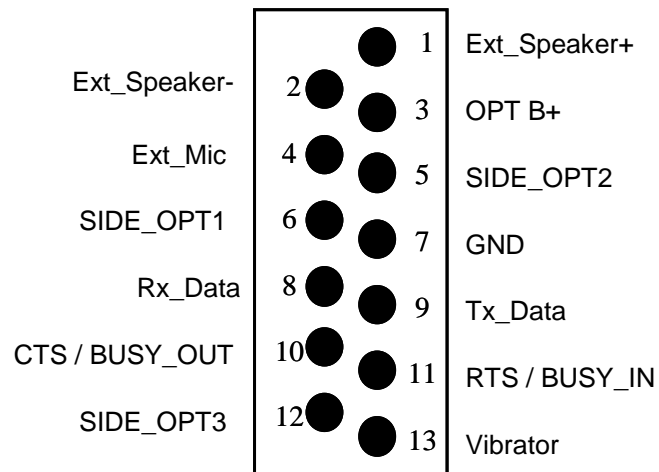 1 Ext_Speaker+
Ext_Speaker- 2
3 OPT B+
Ext_Mic 4
5 SIDE_OPT2
SIDE_OPT1 6
7 GND
Rx_Data 8
9 Tx_Data
CTS / BUSY_OUT 10
11 RTS / BUSY_IN
SIDE_OPT3 12
13 Vibrator